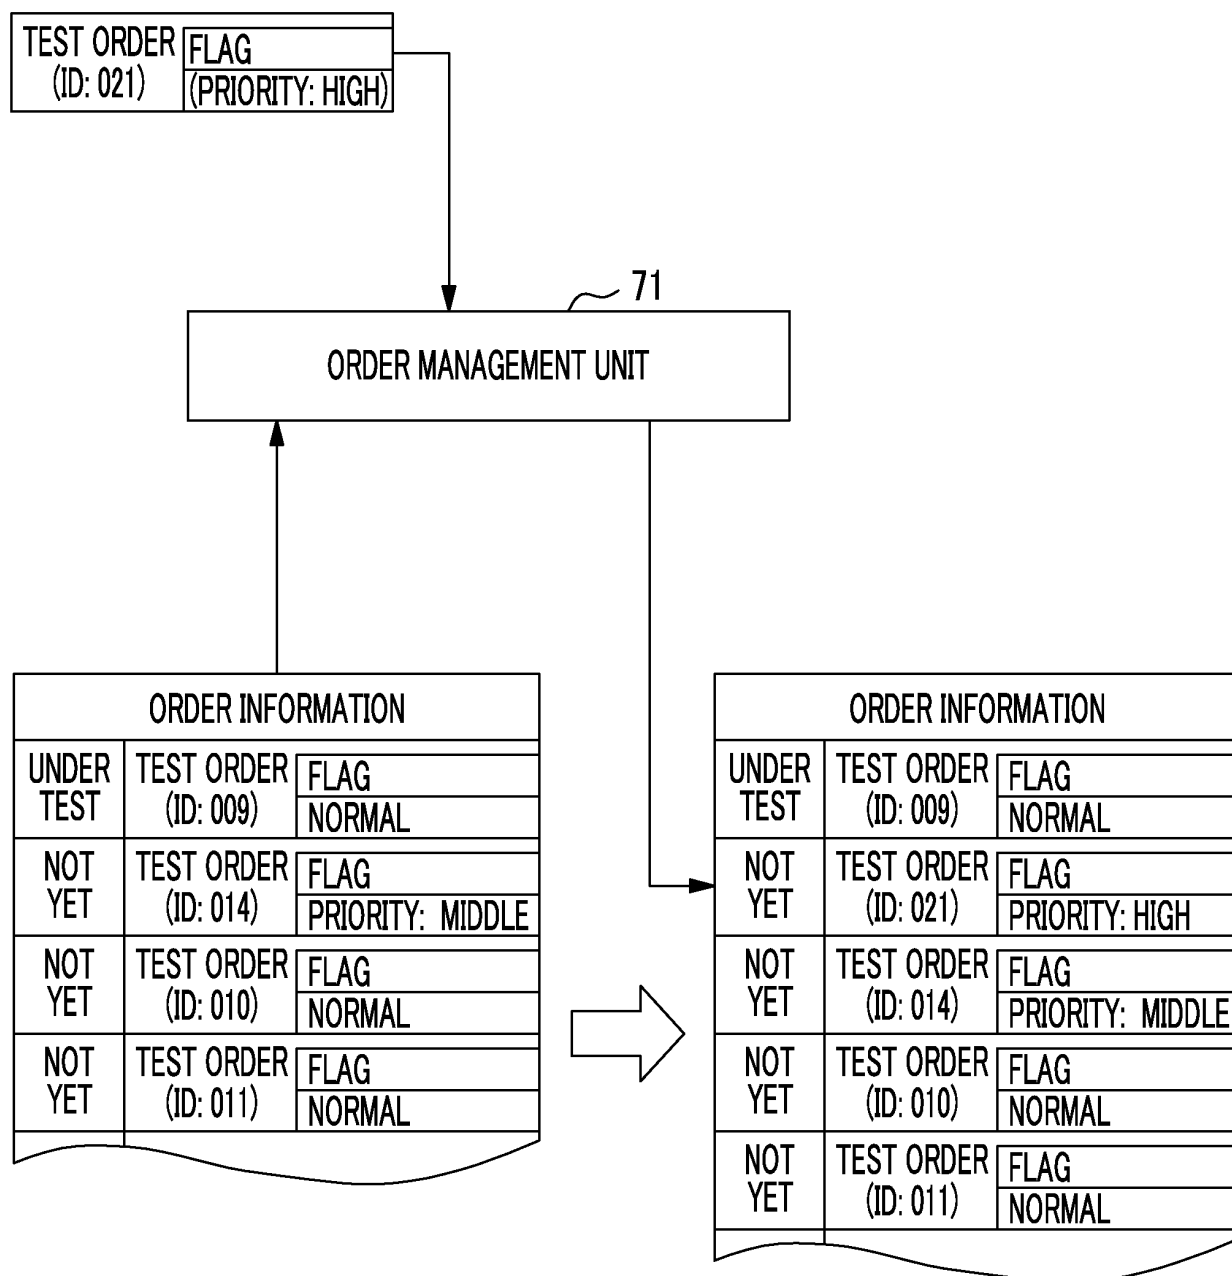 TEST ORDER
(ID: 021)
FLAG
(PRIORITY: HIGH)
71
ORDER MANAGEMENT UNIT
ORDER INFORMATION
UNDER
TEST
TEST ORDER
(ID: 009)
FLAG
NORMAL
NOT
YET
TEST ORDER
(ID: 014)
FLAG
PRIORITY: MIDDLE
NOT
YET
TEST ORDER
(ID: 010)
FLAG
NORMAL
NOT
YET
TEST ORDER
(ID: 011)
FLAG
NORMAL
ORDER INFORMATION
UNDER
TEST
TEST ORDER
(ID: 009)
FLAG
NORMAL
NOT
YET
TEST ORDER
(ID: 021)
FLAG
PRIORITY: HIGH
NOT
YET
TEST ORDER
(ID: 014)
FLAG
PRIORITY: MIDDLE
NOT
YET
TEST ORDER
(ID: 010)
FLAG
NORMAL
NOT
YET
TEST ORDER
(ID: 011)
FLAG
NORMAL